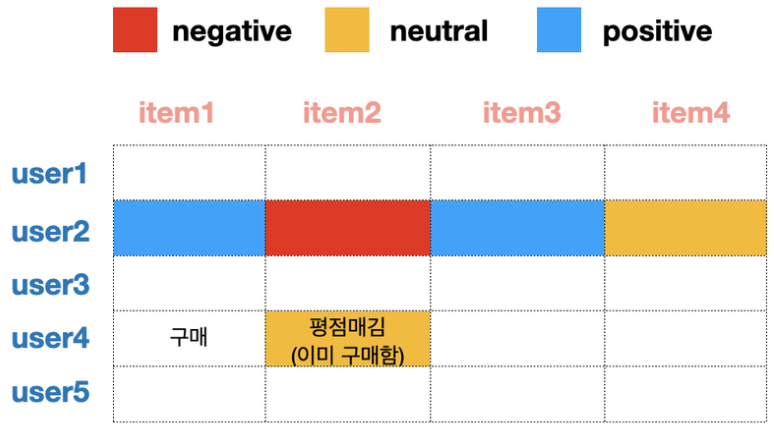 negative neutral positive
item1 item2 item3 item4
user1
user2
user3
user4 구매 평점매김
(이미 구매함)
user5